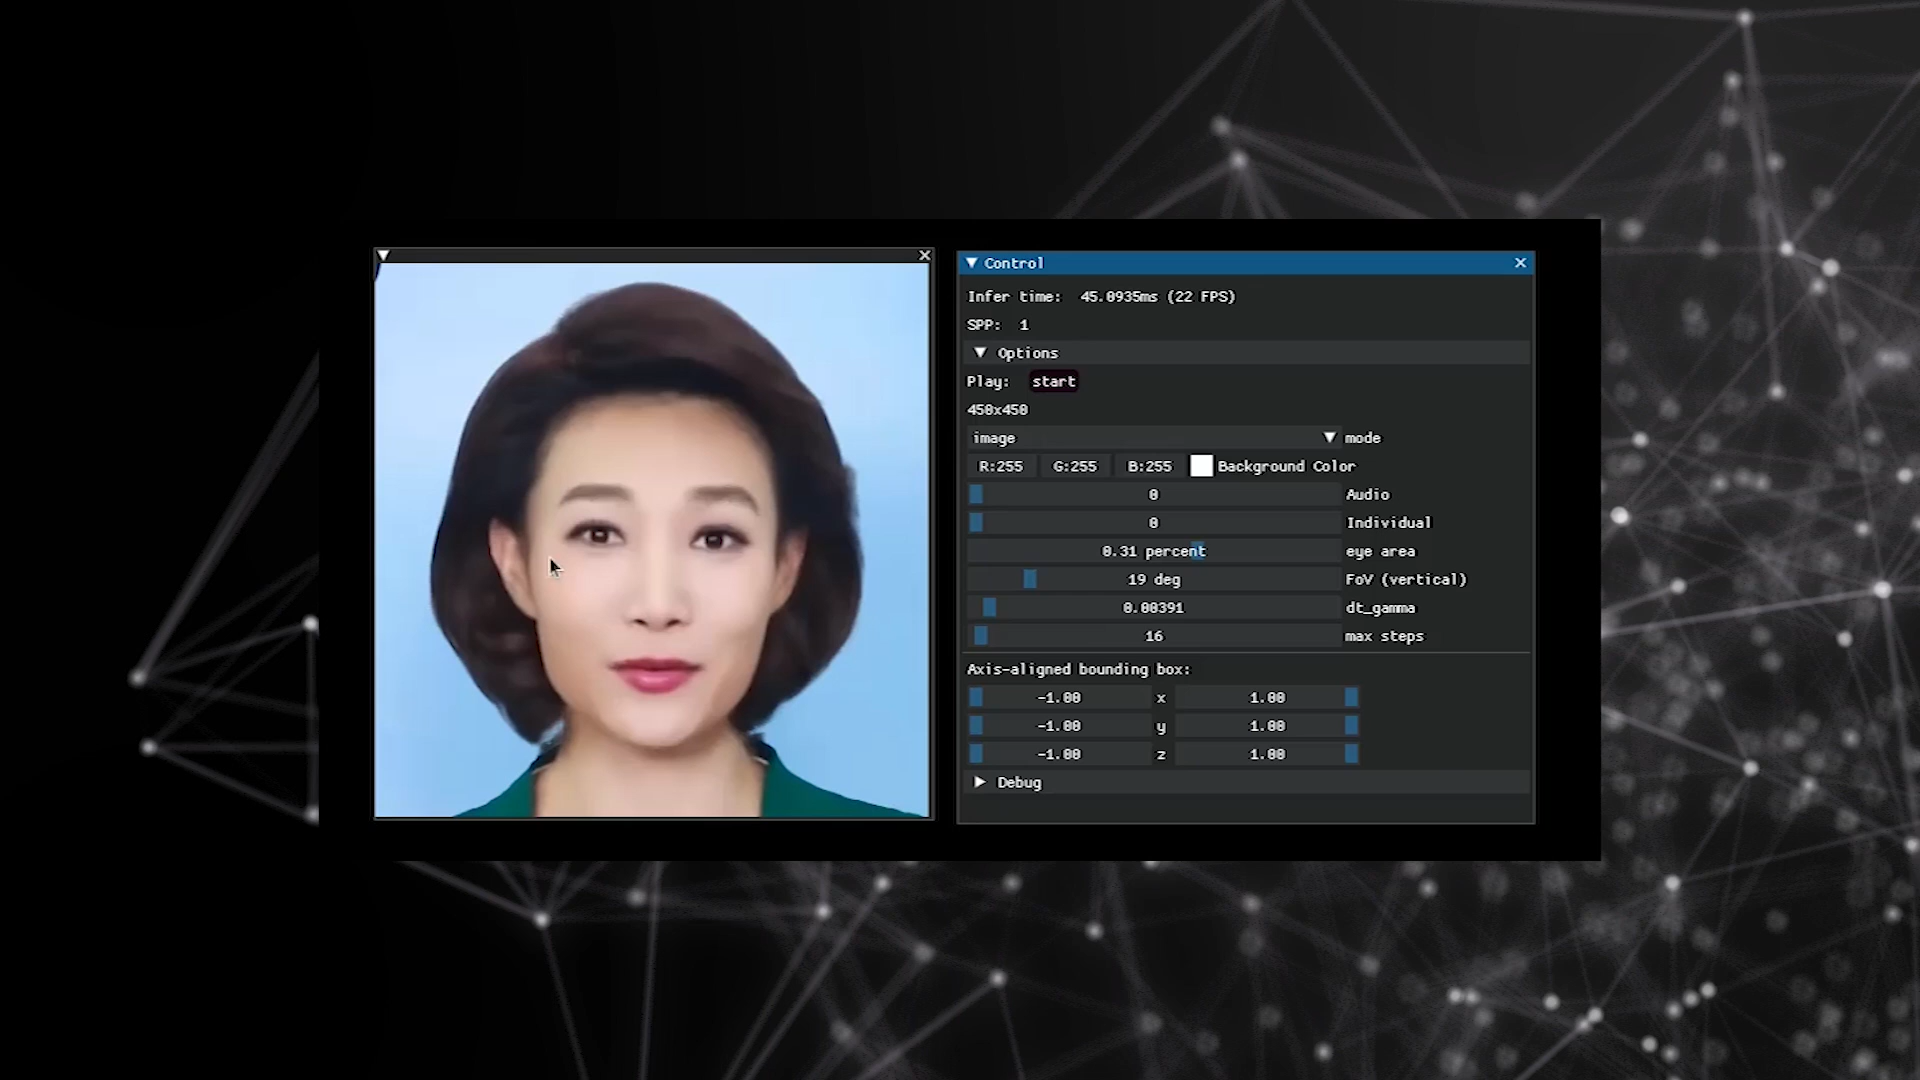 Control
Infer time: 45.0935ms (22 FPS)
SPP: 1
Options
Play: start
450x450
image mode
R:255 G:255 B:255 Background Color
0 Audio
0 Individual
0.31 percent eye area
19 deg FoV (vertical)
0.00391 dt_gamma
16 max steps
Axis-aligned bounding box:
-1.00 x 1.00
-1.00 y 1.00
-1.00 z 1.00
Debug